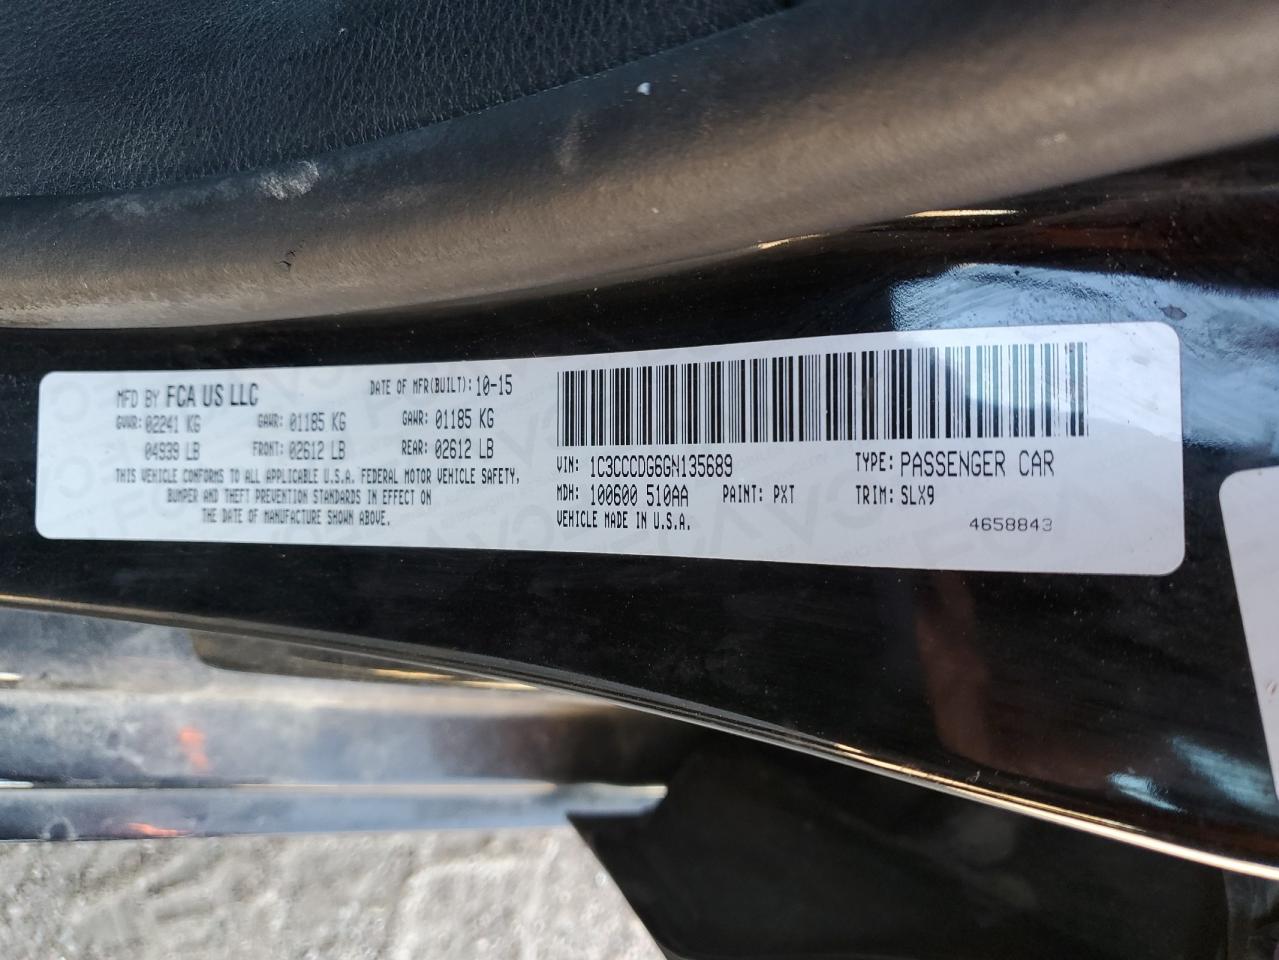 MFD BY FCA US LLC DATE OF MFR(BUILT): 10-15
GVWR: 02241 KG GAWR: 01185 KG GAWR: 01185 KG
04939 LB FRONT: 02612 LB REAR: 02612 LB
THIS VEHICLE CONFORMS TO ALL APPLICABLE U.S.A. FEDERAL MOTOR VEHICLE SAFETY,
BUMPER AND THEFT PREVENTION STANDARDS IN EFFECT ON
THE DATE OF MANUFACTURE SHOWN ABOVE.
VIN: 1C3CCCDG6GN135689 TYPE: PASSENGER CAR
MDH: 100600 510AA PAINT: PXT TRIM: SLX9
VEHICLE MADE IN U.S.A. 4658843